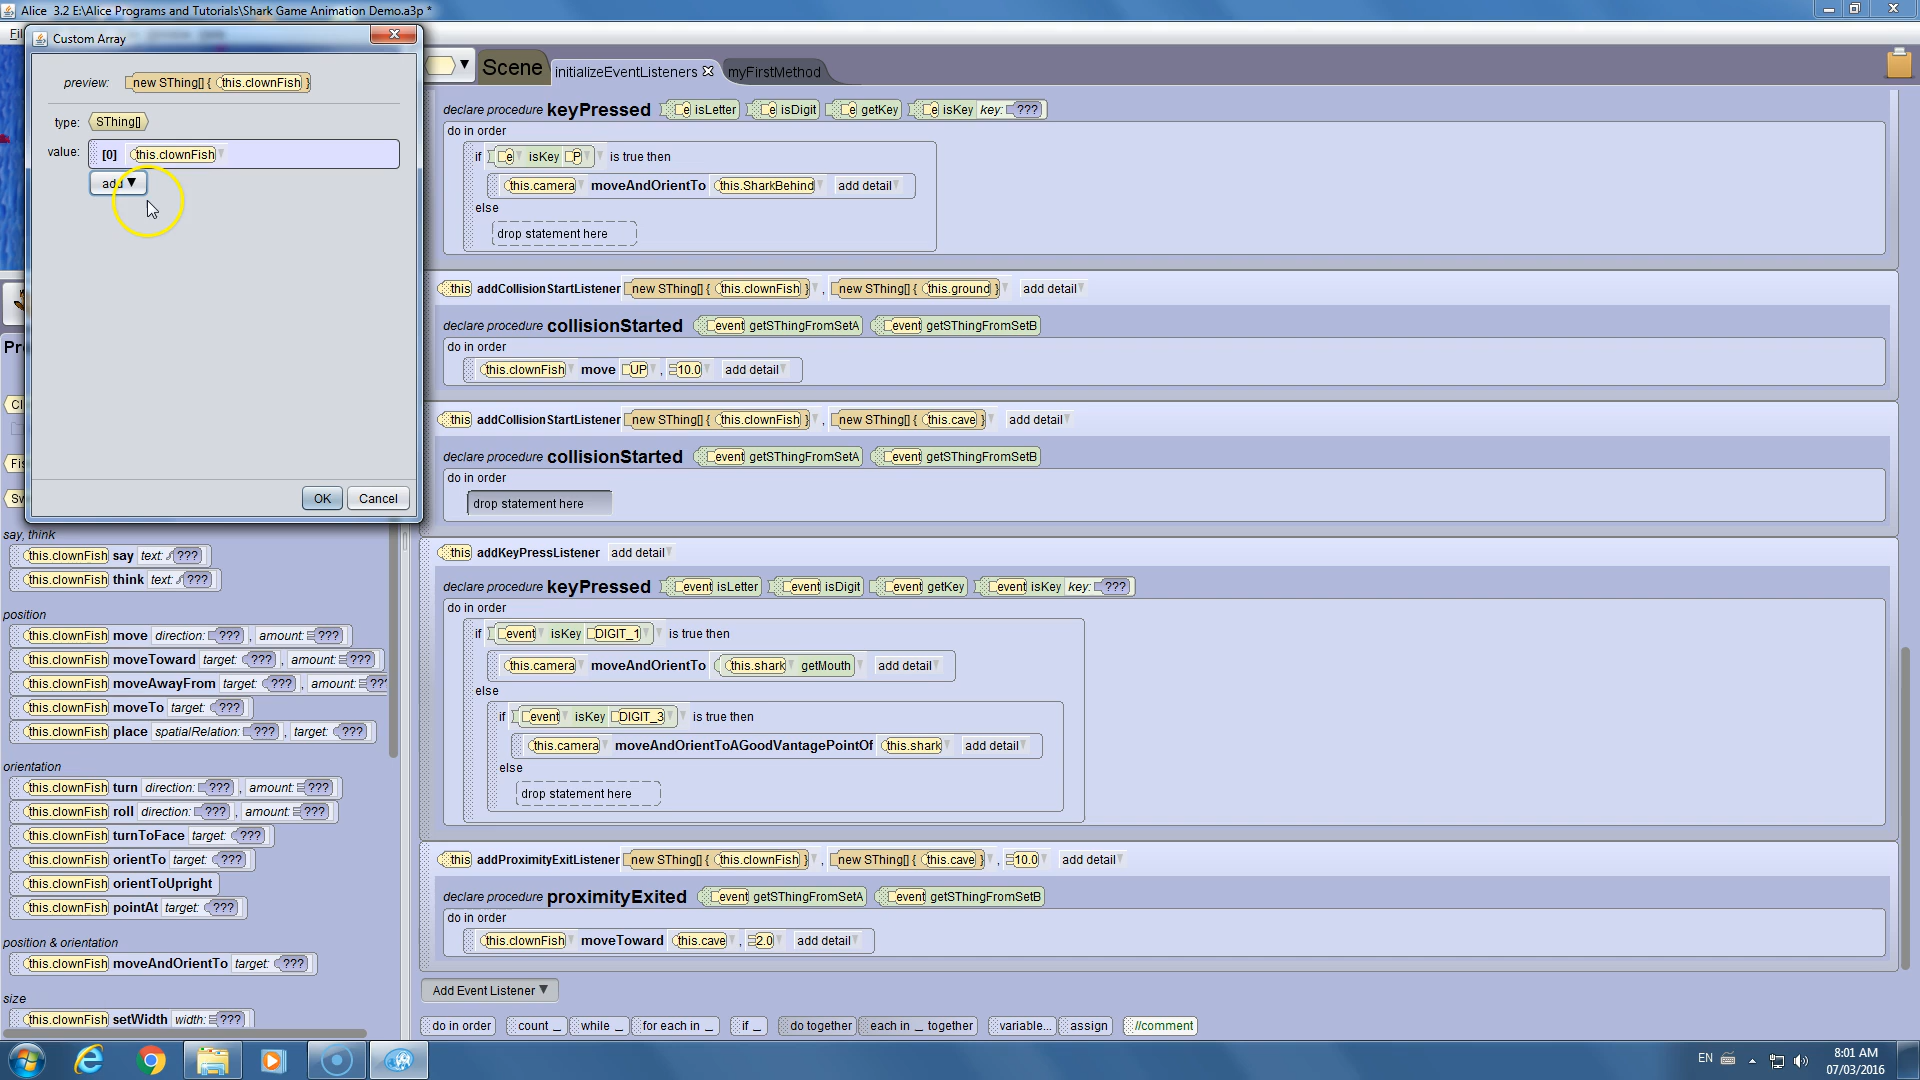 Alice 3.2 E:\Alice Programs and Tutorials\Shark Game Animation Demo.a3p *
Custom Array
preview: new SThing[] { this.clownFish }
type: SThing[]
value: [0] this.clownFish
add
OK Cancel
Scene initializeEventListeners myFirstMethod
declare procedure keyPressed e isLetter e isDigit e getKey e isKey key: ???
do in order
if e isKey P is true then
this.camera moveAndOrientTo this.SharkBehind add detail
else
drop statement here
this addCollisionStartListener new SThing[] { this.clownFish } , new SThing[] { this.ground } add detail
declare procedure collisionStarted event getSThingFromSetA event getSThingFromSetB
do in order
this.clownFish move UP , 10.0 add detail
this addCollisionStartListener new SThing[] { this.clownFish } , new SThing[] { this.cave } add detail
declare procedure collisionStarted event getSThingFromSetA event getSThingFromSetB
do in order
drop statement here
this addKeyPressListener add detail
declare procedure keyPressed event isLetter event isDigit event getKey event isKey key: ???
do in order
if event isKey DIGIT_1 is true then
this.camera moveAndOrientTo this.shark getMouth add detail
else
if event isKey DIGIT_3 is true then
this.camera moveAndOrientToAGoodVantagePointOf this.shark add detail
else
drop statement here
this addProximityExitListener new SThing[] { this.clownFish } , new SThing[] { this.cave } , 10.0 add detail
declare procedure proximityExited event getSThingFromSetA event getSThingFromSetB
do in order
this.clownFish moveToward this.cave , 2.0 add detail
Add Event Listener
do in order count _ while _ for each in _ if _ do together each in _ together variable... assign //comment
say, think
this.clownFish say text: ???
this.clownFish think text: ???
position
this.clownFish move direction: ??? , amount: ???
this.clownFish moveToward target: ??? , amount: ???
this.clownFish moveAwayFrom target: ??? , amount: ??
this.clownFish moveTo target: ???
this.clownFish place spatialRelation: ??? , target: ???
orientation
this.clownFish turn direction: ??? , amount: ???
this.clownFish roll direction: ??? , amount: ???
this.clownFish turnToFace target: ???
this.clownFish orientTo target: ???
this.clownFish orientToUpright
this.clownFish pointAt target: ???
position & orientation
this.clownFish moveAndOrientTo target: ???
size
this.clownFish setWidth width: ???
EN
8:01 AM
07/03/2016